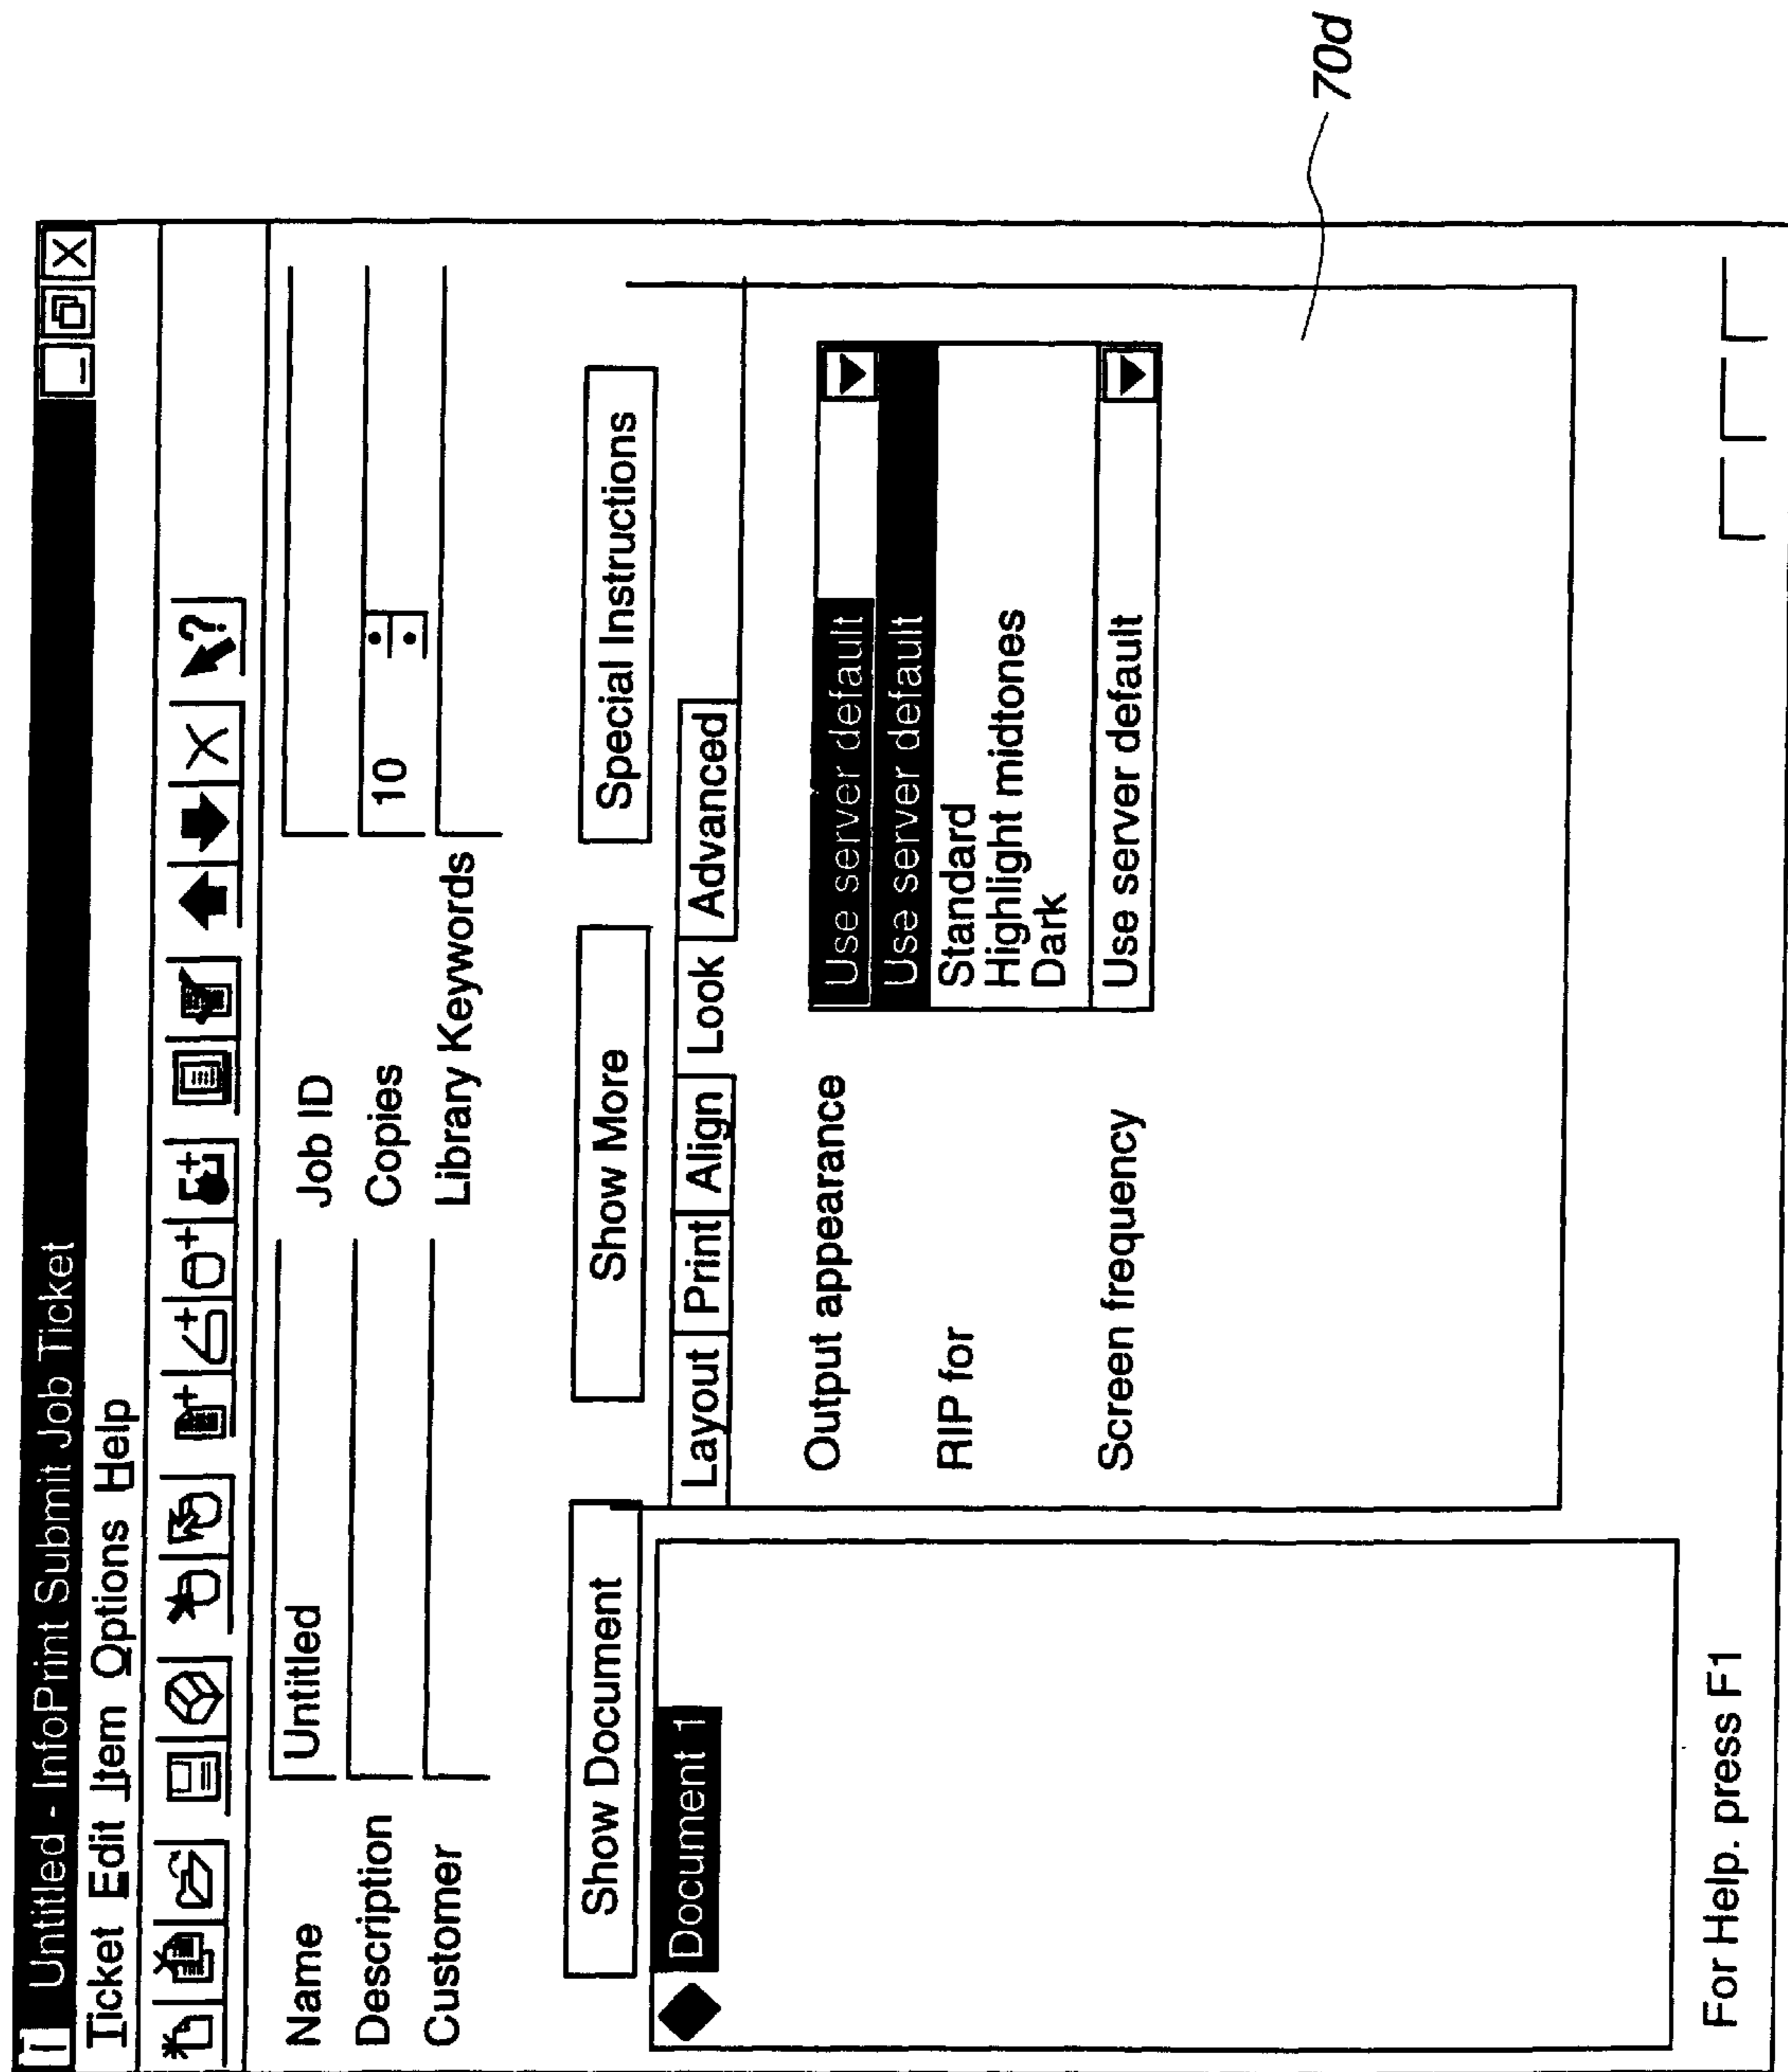 Untitled - InfoPrint Submit Job Ticket
Ticket Edit Item Options Help
Name Untitled Job ID
Description Copies 10
Customer Library Keywords
Show Document Show More Special Instructions
Document 1
Layout Print Align Look Advanced
Output appearance Use server default
Use server default
RIP for Standard
Highlight midtones
Dark
Screen frequency Use server default
For Help. press F1
70d